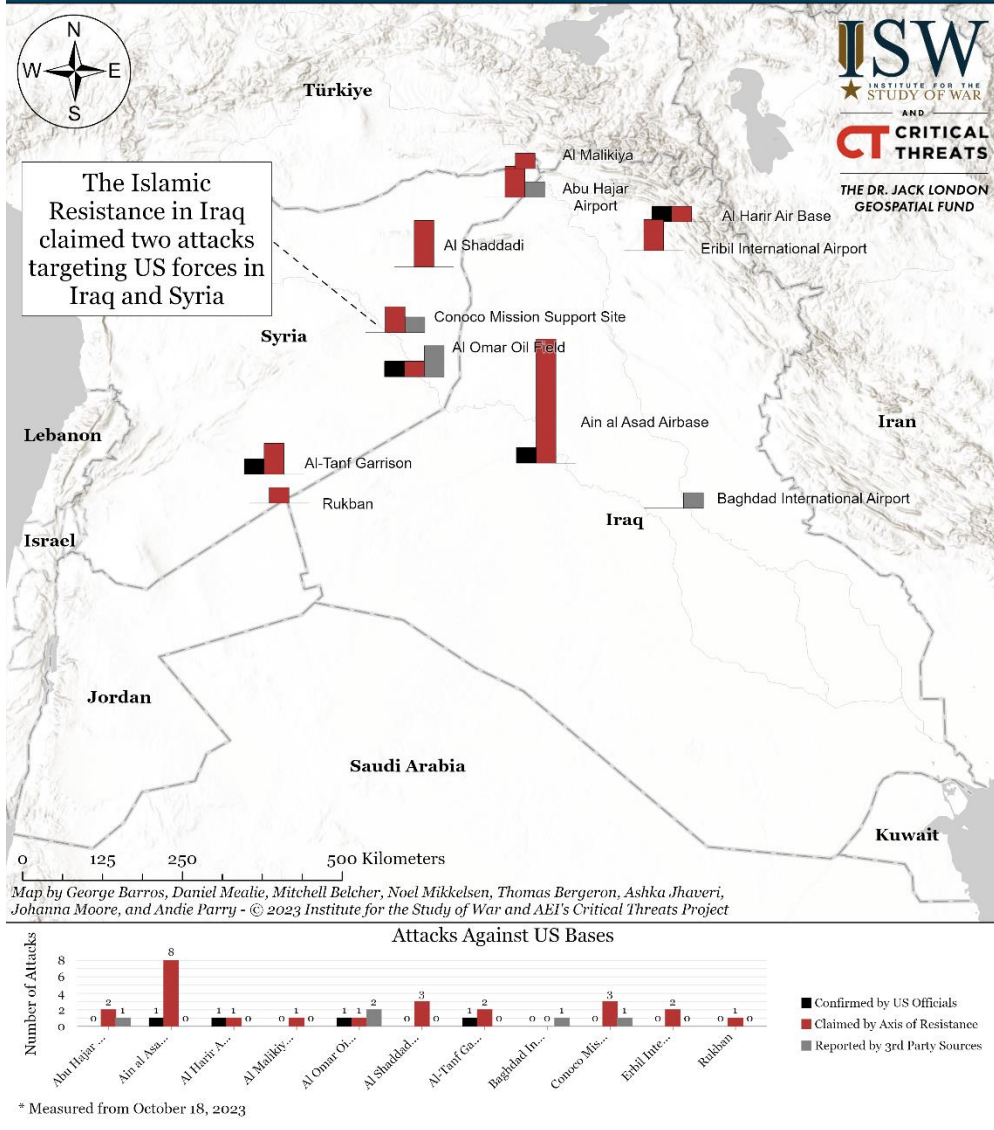 N
W
E
S
Türkiye
ISW
INSTITUTE FOR THE
STUDY OF WAR
AND
CT CRITICAL
THREATS
THE DR. JACK LONDON
GEOSPATIAL FUND
The Islamic
Resistance in Iraq
claimed two attacks
targeting US forces in
Iraq and Syria
Al Malikiya
Abu Hajar
Airport
Al Harir Air Base
Eribil International Airport
Al Shaddadi
Conoco Mission Support Site
Syria
Al Omar Oil Field
Ain al Asad Airbase
Iran
Lebanon
Al-Tanf Garrison
Rukban
Baghdad International Airport
Iraq
Israel
Jordan
Saudi Arabia
Kuwait
0 125 250 500 Kilometers
Map by George Barros, Daniel Mealie, Mitchell Belcher, Noel Mikkelsen, Thomas Bergeron, Ashka Jhaveri,
Johanna Moore, and Andie Parry - © 2023 Institute for the Study of War and AEI's Critical Threats Project
Attacks Against US Bases
Number of Attacks
8
6
4
2
0
0 2 1
1 8 0
1 1 0
0 1 0
1 1 2
0 3 0
1 2 0
0 0 1
0 3 1
0 2 0
0 1 0
Abu Hajar ...
Ain al Asa...
Al Harir A...
Al Malikiy...
Al Omar Oi...
Al Shaddad...
Al-Tanf Ga...
Baghdad In...
Conoco Mis...
Erbil Inte...
Rukban
Confirmed by US Officials
Claimed by Axis of Resistance
Reported by 3rd Party Sources
* Measured from October 18, 2023